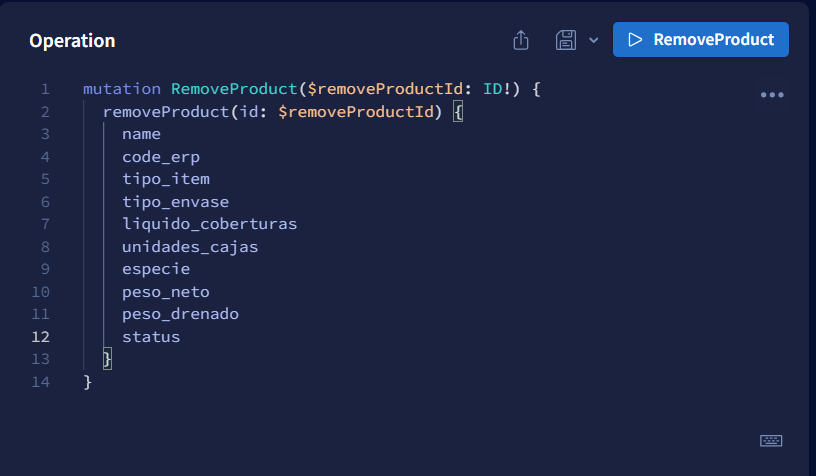 Operation
RemoveProduct
1 mutation RemoveProduct($removeProductId: ID!) {
2 removeProduct(id: $removeProductId) {
3 name
4 code_erp
5 tipo_item
6 tipo_envase
7 liquido_coberturas
8 unidades_cajas
9 especie
10 peso_neto
11 peso_drenado
12 status
13 }
14 }